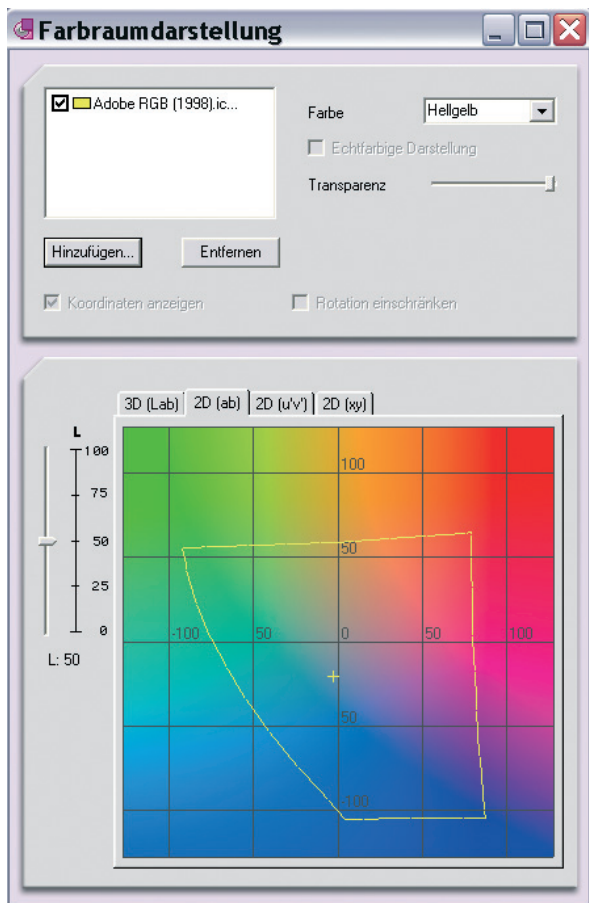 Farbraumdarstellung
Adobe RGB (1998).ic...
Farbe
Hellgelb
Echtfarbige Darstellung
Transparenz
Hinzufügen...
Entfernen
Koordinaten anzeigen
Rotation einschränken
3D (Lab) 2D (ab) 2D (u'v') 2D (xy)
L
100
75
50
25
0
L: 50
100
50
-100 50 0 50 100
50
-100